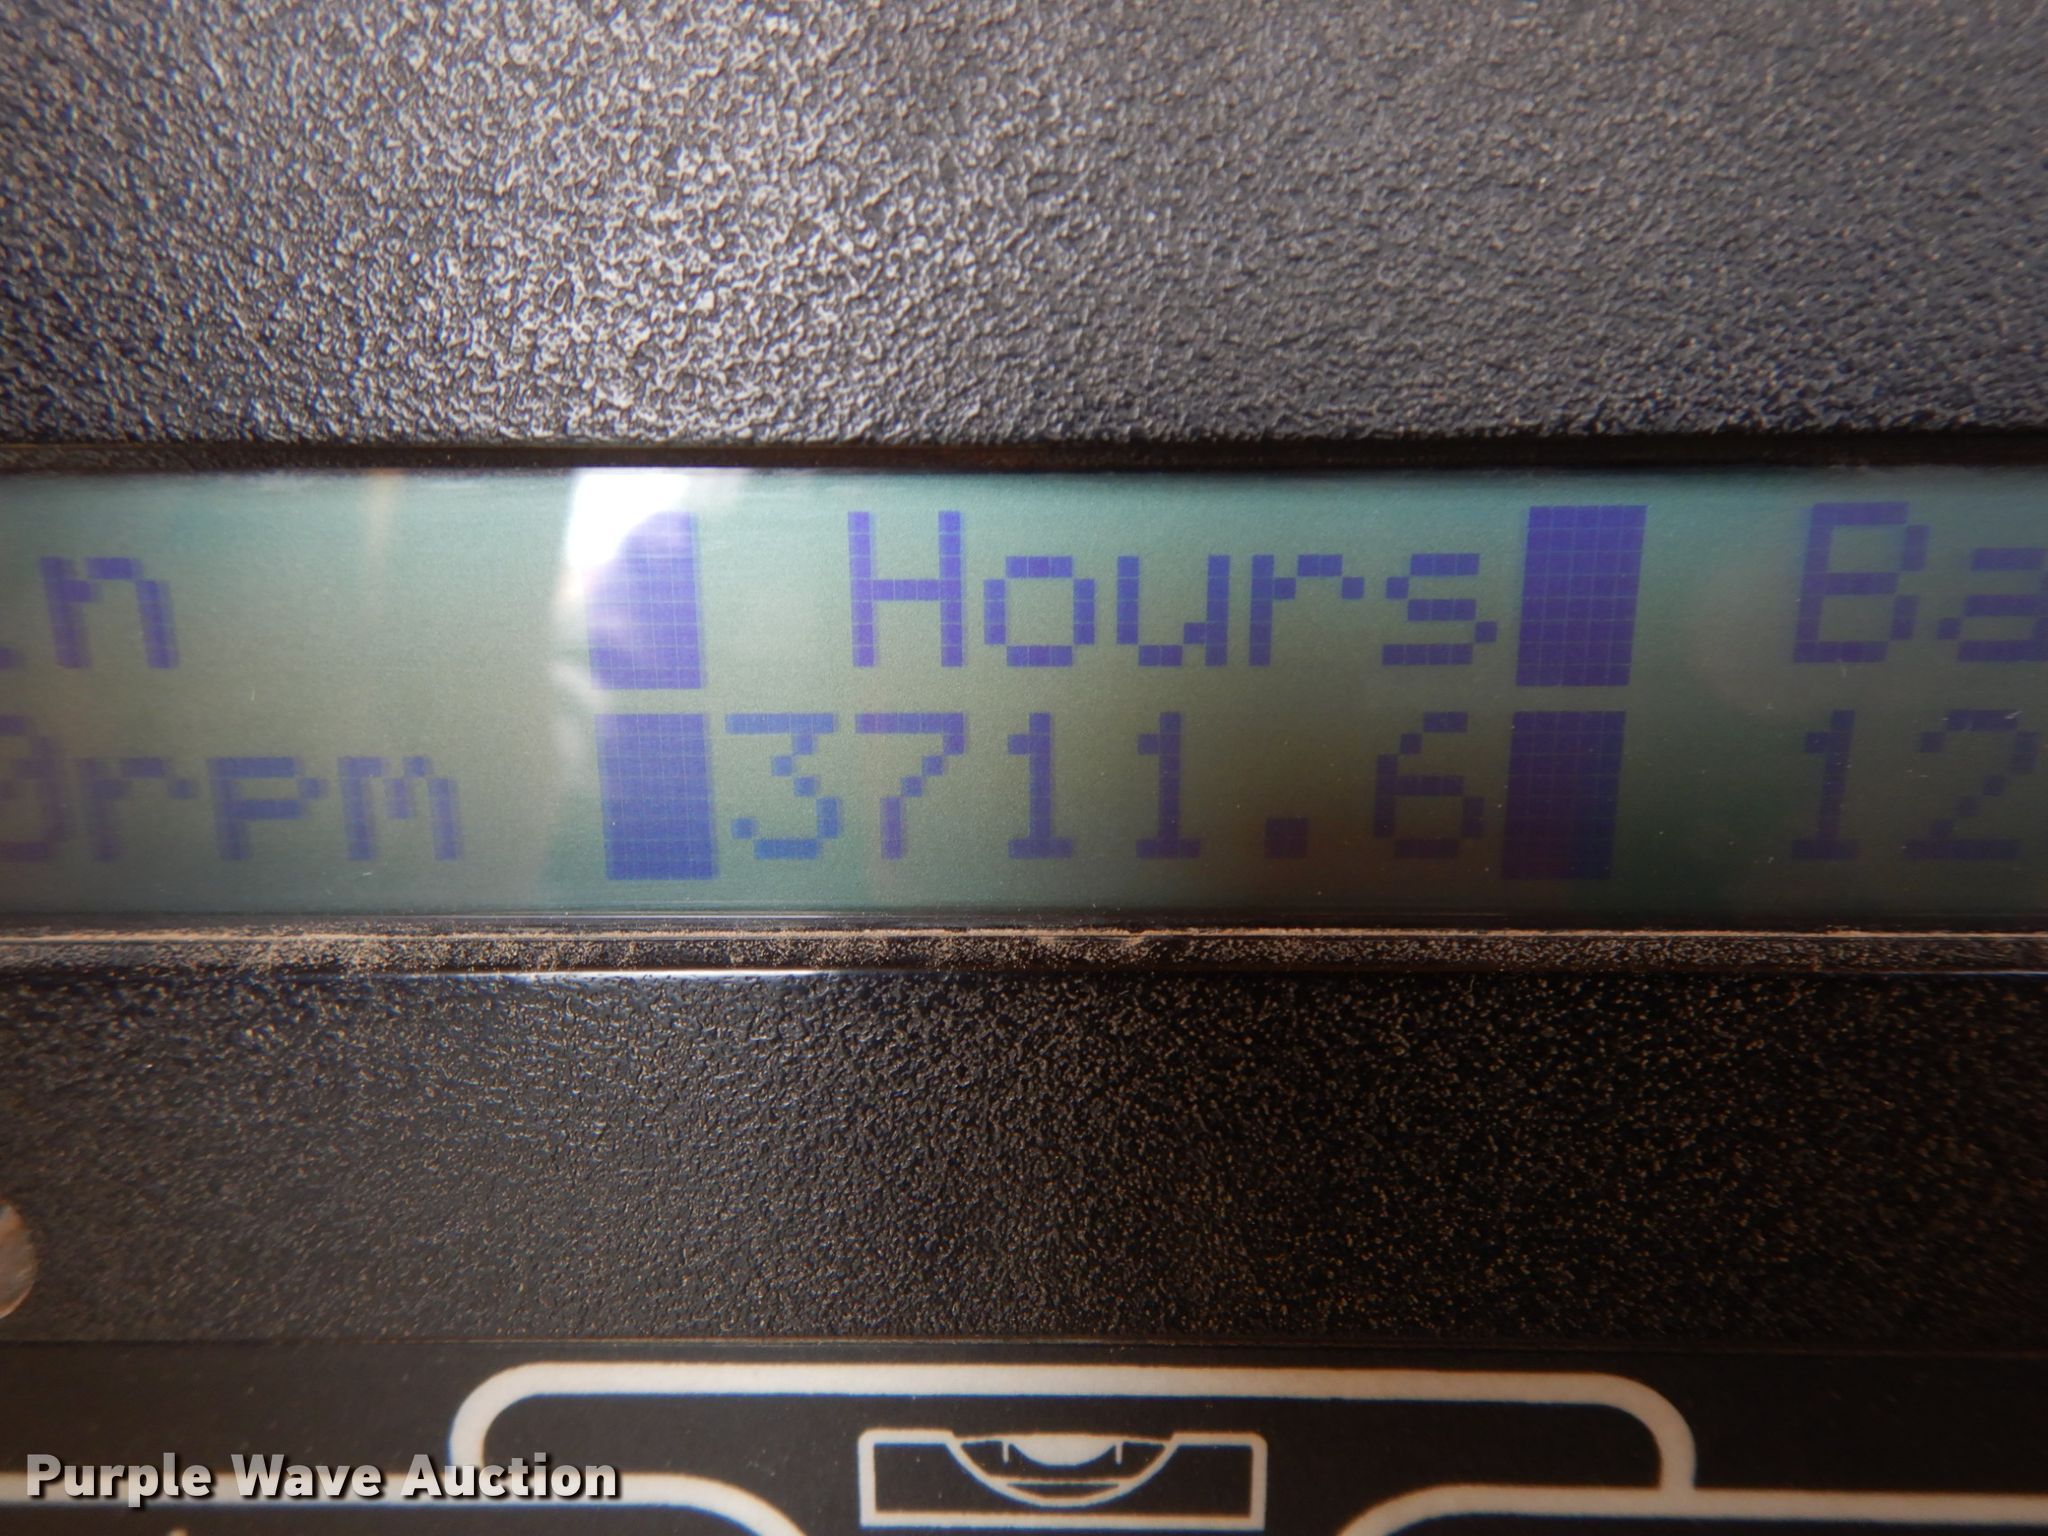 Hours
rpm 3711.6 12
Purple Wave Auction